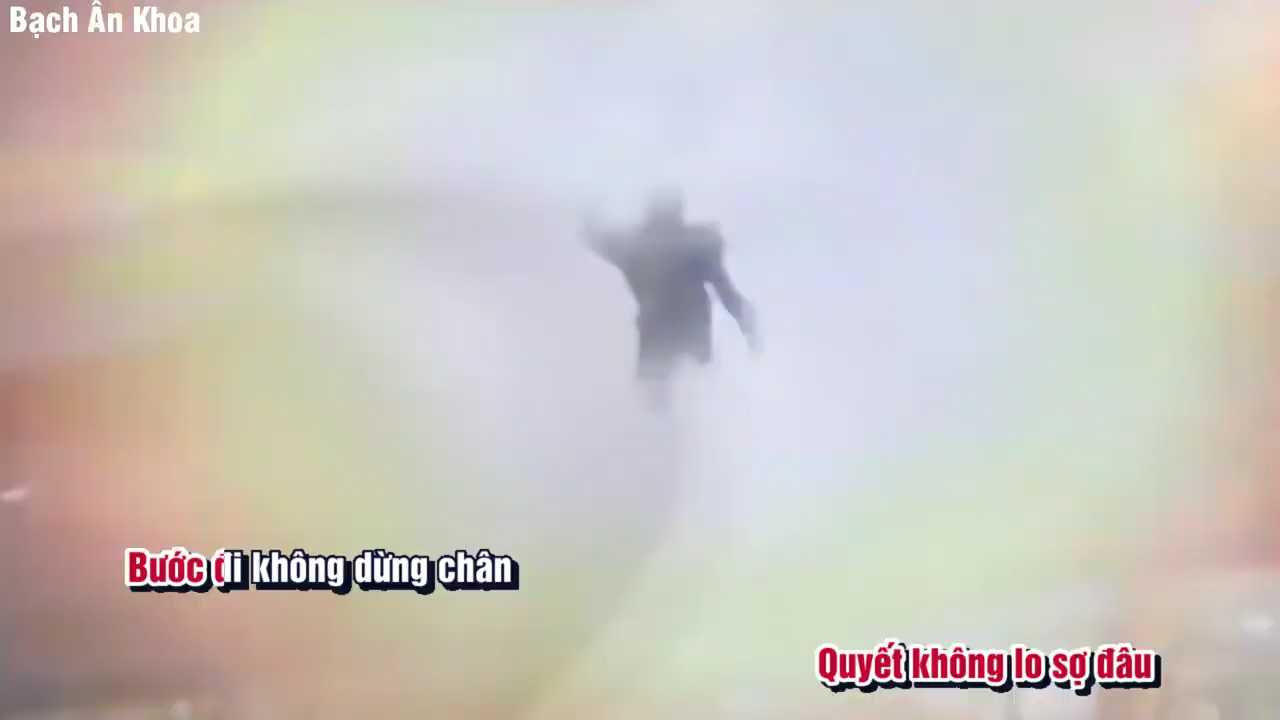 Bạch Ân Khoa
Bước đi không dừng chân
Quyết không lo sợ đâu